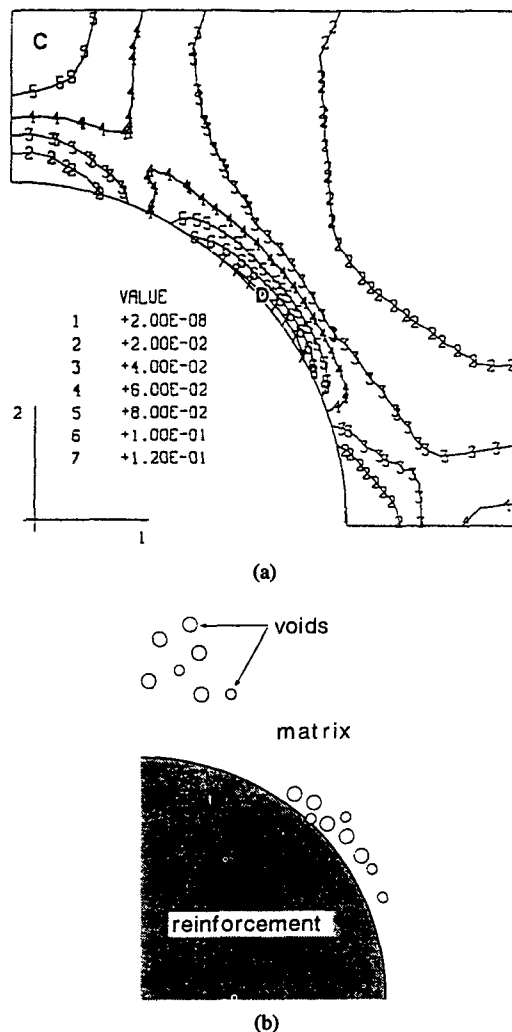 C
D
VALUE
1 +2.00E-08
2 +2.00E-02
3 +4.00E-02
4 +6.00E-02
5 +8.00E-02
6 +1.00E-01
7 +1.20E-01
2
1
(a)
voids
matrix
reinforcement
(b)